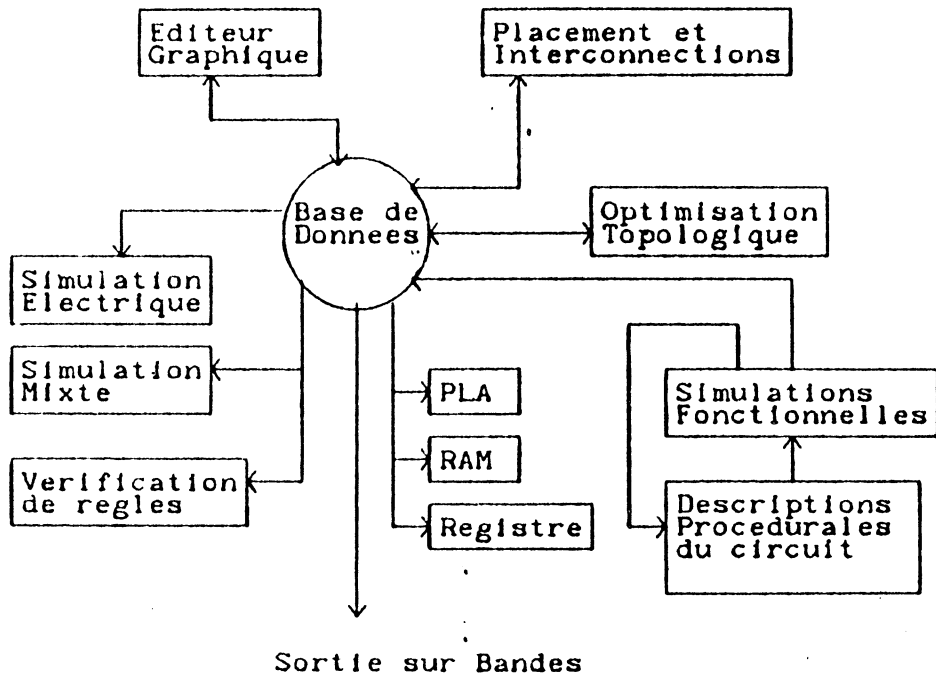 Editeur
Graphique
Placement et
Interconnections
Base de
Donnees
Optimisation
Topologique
Simulation
Electrique
Simulation
Mixte
PLA
Simulations
Fonctionnelles
RAM
Verification
de regles
Descriptions
Procedurales
du circuit
Registre
Sortie sur Bandes